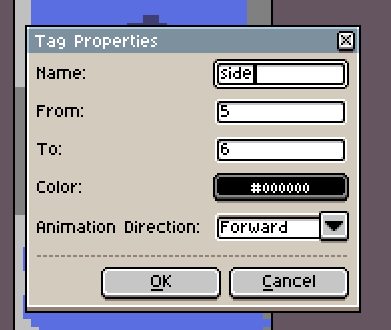 Tag Properties
Name: side
From: 5
To: 6
Color: #000000
Animation Direction: Forward
OK Cancel